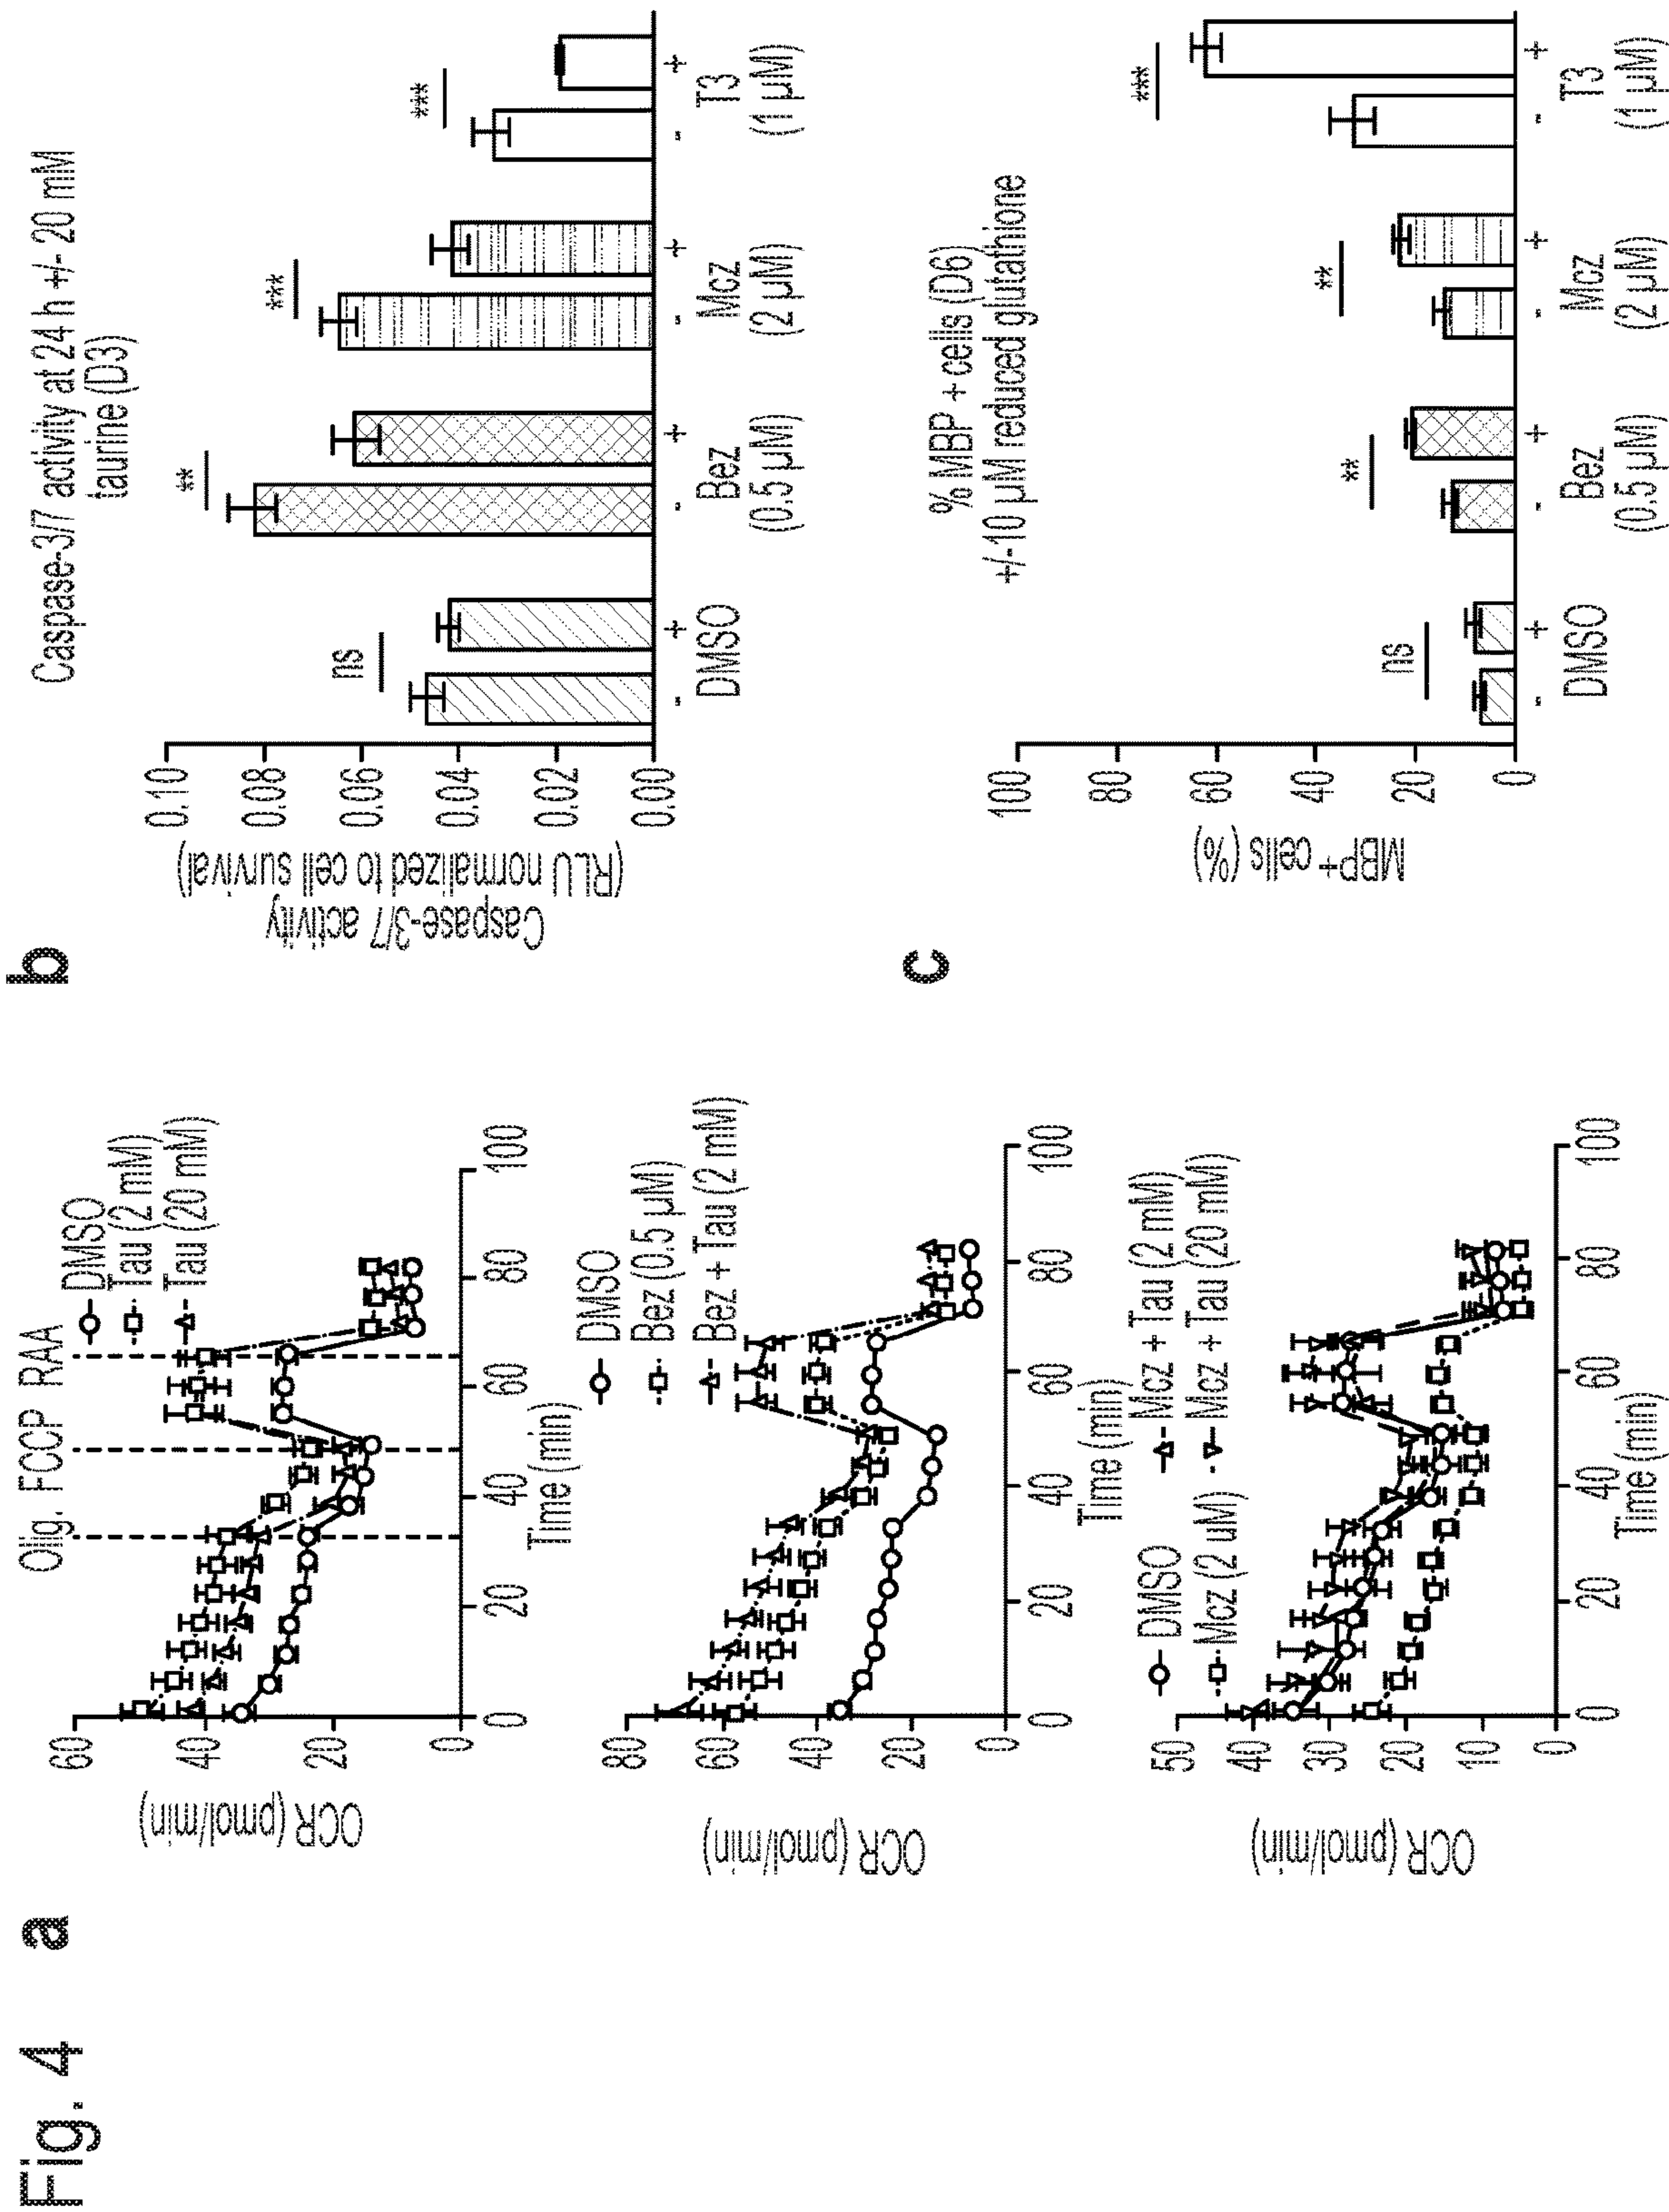 Fig. 4
a
Olig. FCCP RAA
DMSO
Tau (2 mM)
Tau (20 mM)
OCR (pmol/min)
60
40
20
0
0 20 40 60 80 100
Time (min)
DMSO
Bez (0.5 µM)
Bez + Tau (2 mM)
OCR (pmol/min)
80
60
40
20
0
0 20 40 60 80 100
Time (min)
DMSO
Mcz (2 uM)
Mcz + Tau (2 mM)
Mcz + Tau (20 mM)
OCR (pmol/min)
50
40
30
20
10
0
0 20 40 60 80 100
Time (min)
b
Caspase-3/7 activity at 24 h +/- 20 mM
taurine (D3)
Caspase-3/7 activity
(RLU normalized to cell survival)
0.10
0.08
0.06
0.04
0.02
0.00
ns ** *** ***
- + - + - + - +
DMSO Bez Mcz T3
(0.5 µM) (2 µM) (1 µM)
c
% MBP + cells (D6)
+/-10 µM reduced glutathione
MBP+ cells (%)
100
80
60
40
20
0
ns ** ** ***
- + - + - + - +
DMSO Bez Mcz T3
(0.5 µM) (2 µM) (1 µM)